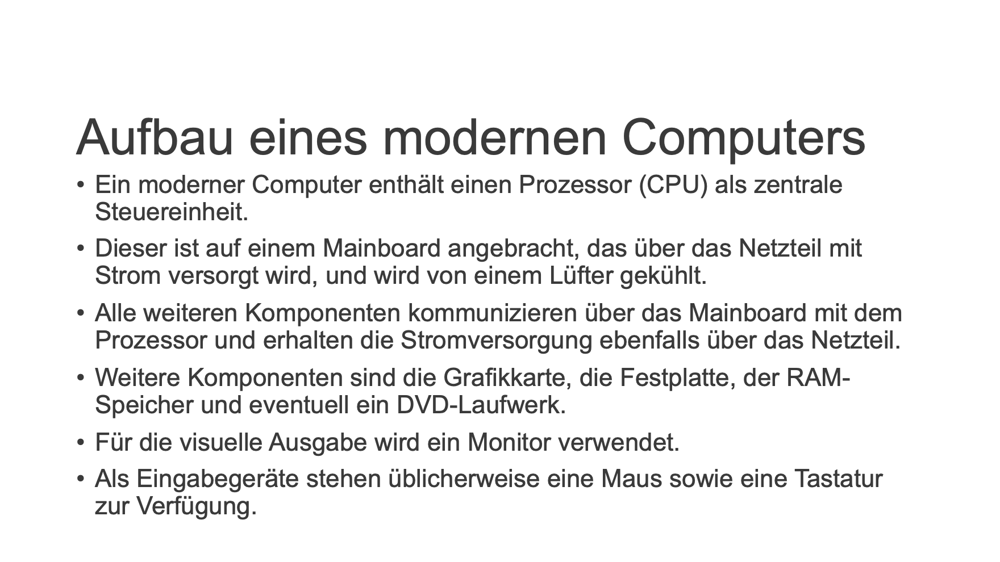 Aufbau eines modernen Computers
• Ein moderner Computer enthält einen Prozessor (CPU) als zentrale
Steuereinheit.
• Dieser ist auf einem Mainboard angebracht, das über das Netzteil mit
Strom versorgt wird, und wird von einem Lüfter gekühlt.
• Alle weiteren Komponenten kommunizieren über das Mainboard mit dem
Prozessor und erhalten die Stromversorgung ebenfalls über das Netzteil.
• Weitere Komponenten sind die Grafikkarte, die Festplatte, der RAM-
Speicher und eventuell ein DVD-Laufwerk.
• Für die visuelle Ausgabe wird ein Monitor verwendet.
• Als Eingabegeräte stehen üblicherweise eine Maus sowie eine Tastatur
zur Verfügung.